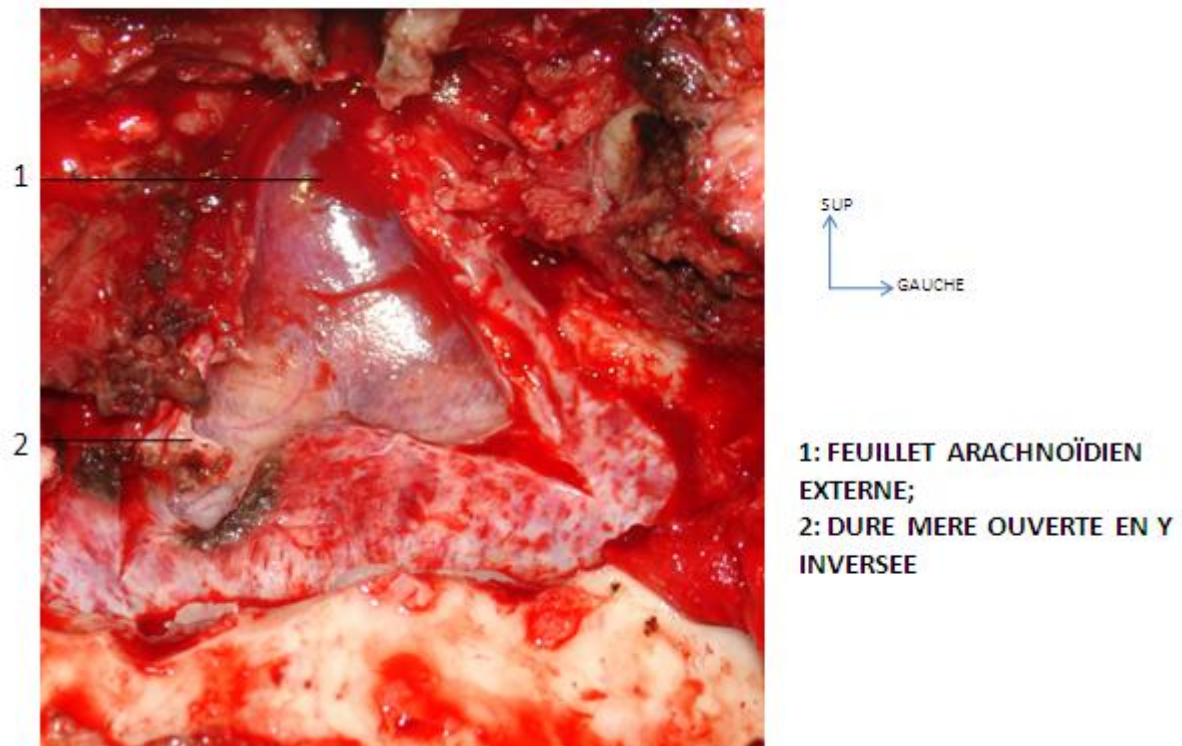 1
2
SUP
GAUCHE
1: FEUILLET ARACHNOÏDIEN
EXTERNE;
2: DURE MERE OUVERTE EN Y
INVERSEE